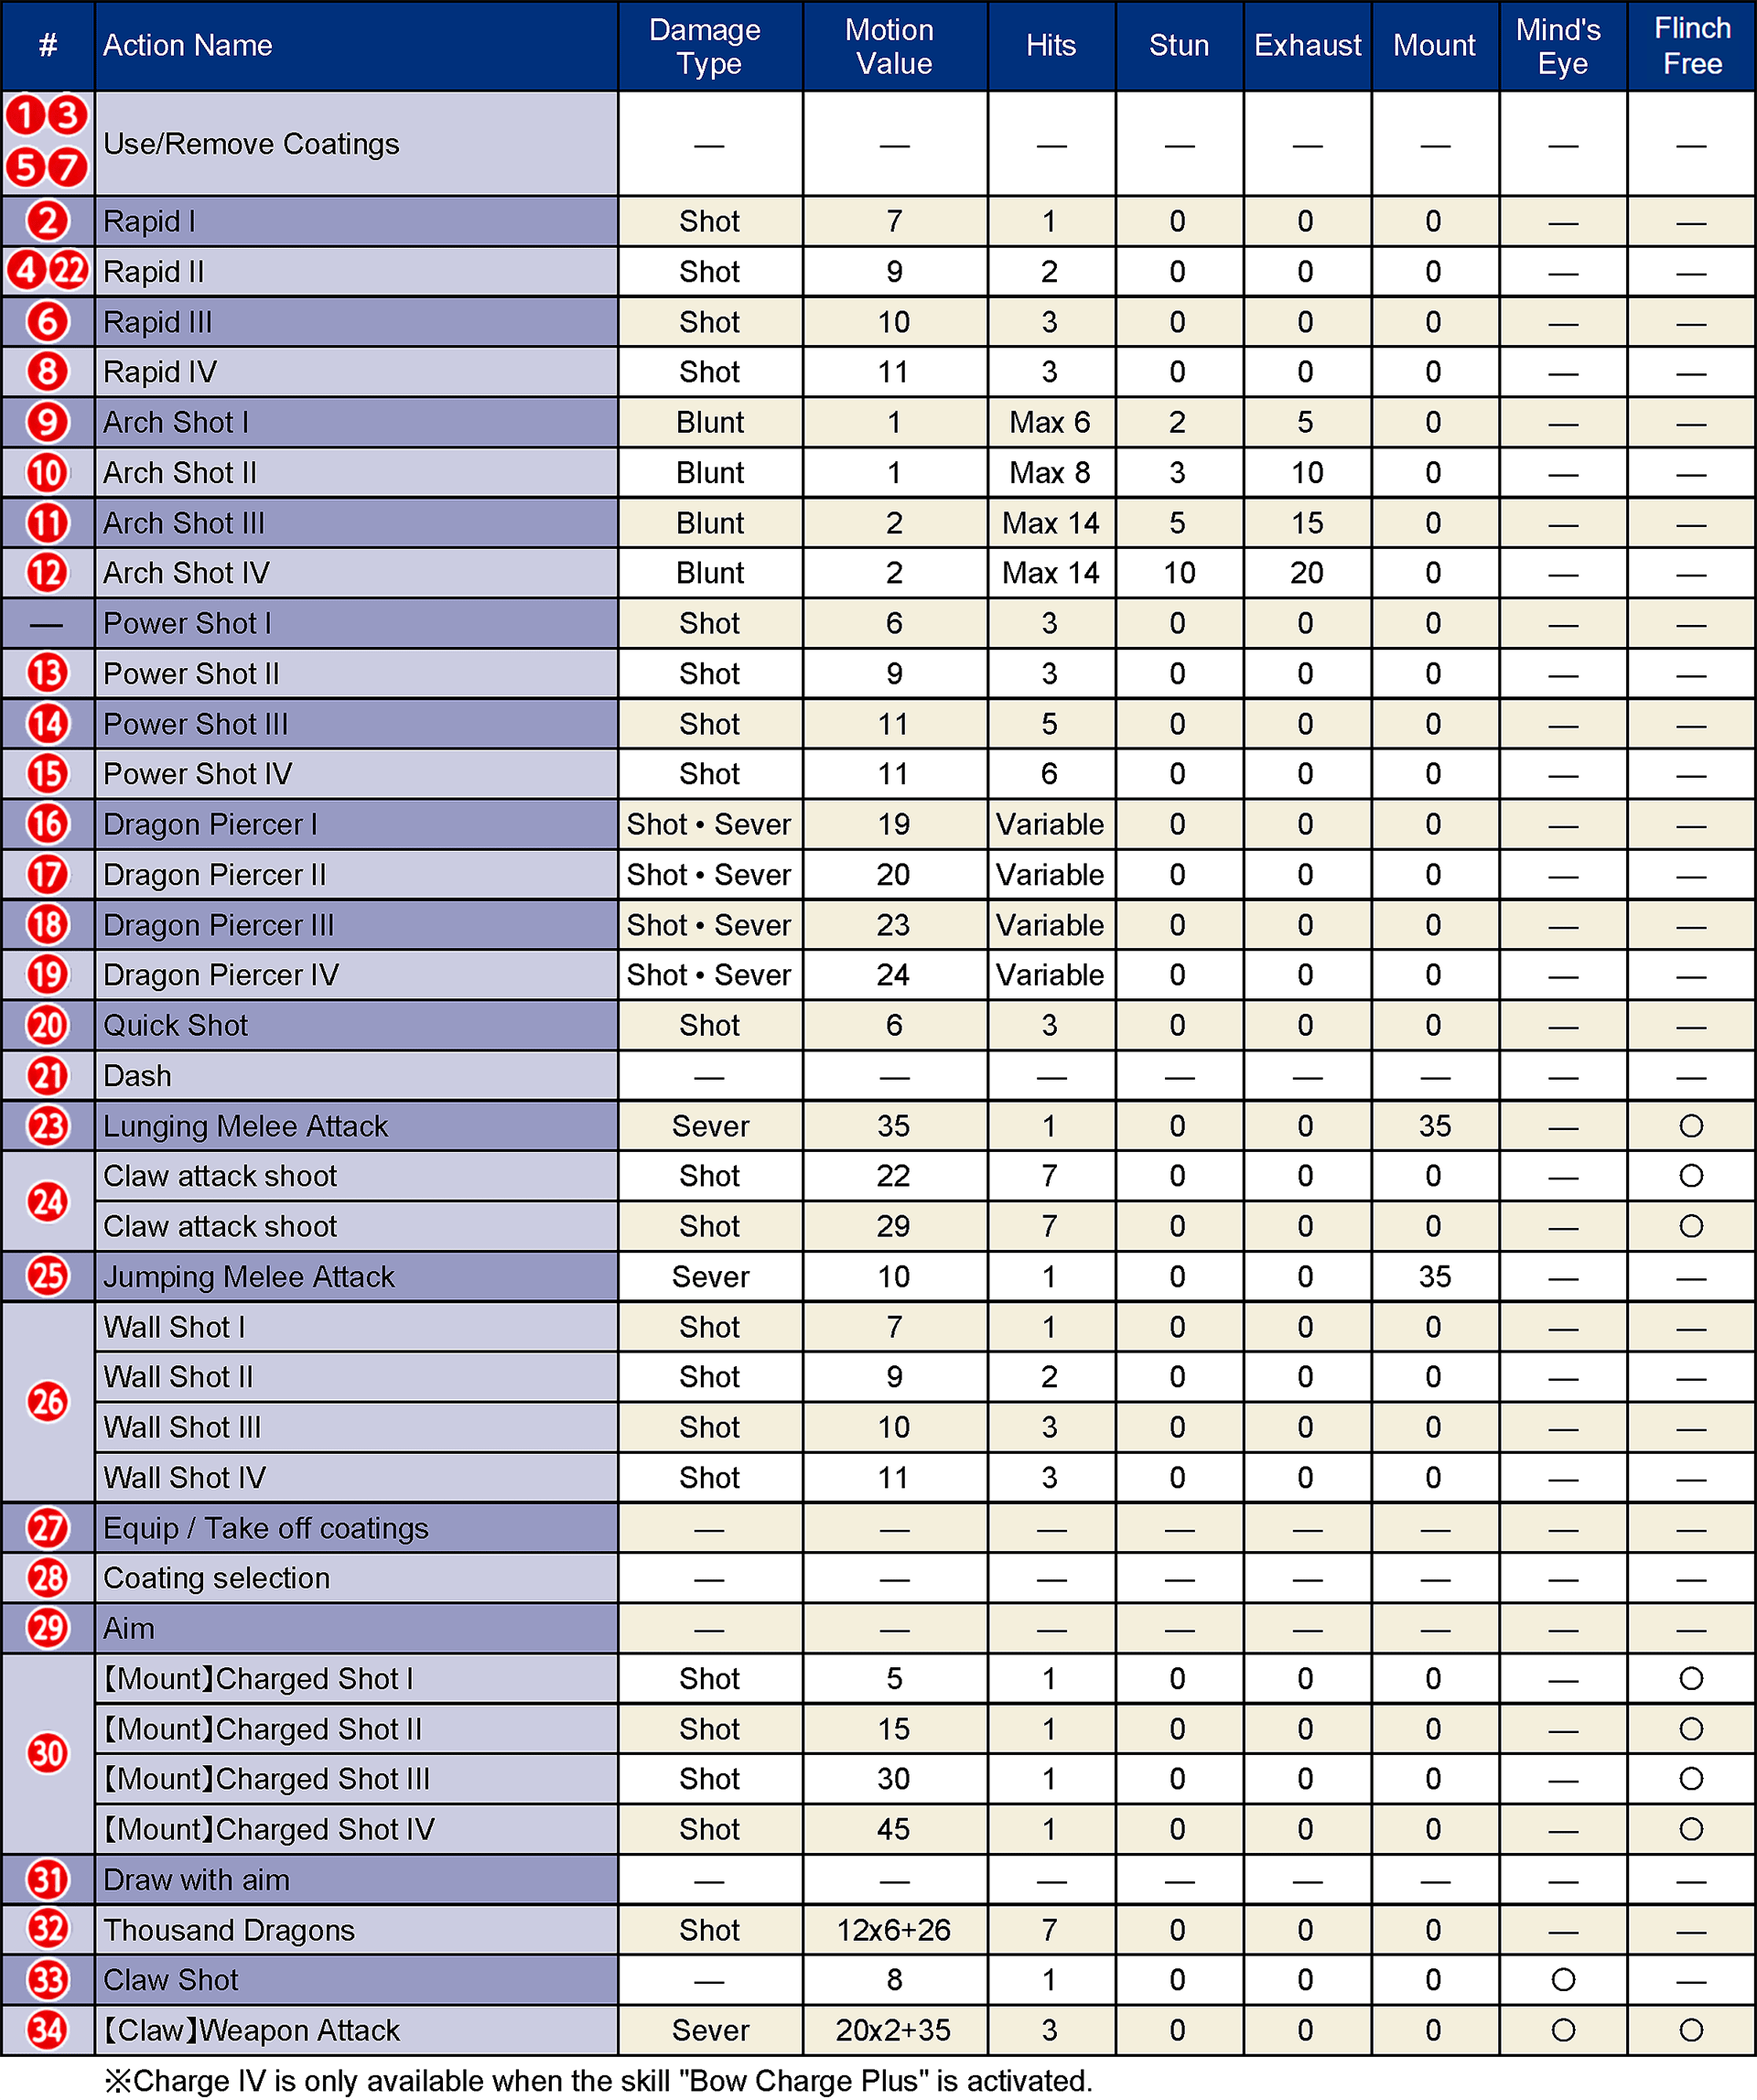 # Action Name Damage Type Motion Value Hits Stun Exhaust Mount Mind's Eye Flinch Free
1 3 5 7 Use/Remove Coatings — — — — — — — —
2 Rapid I Shot 7 1 0 0 0 — —
4 22 Rapid II Shot 9 2 0 0 0 — —
6 Rapid III Shot 10 3 0 0 0 — —
8 Rapid IV Shot 11 3 0 0 0 — —
9 Arch Shot I Blunt 1 Max 6 2 5 0 — —
10 Arch Shot II Blunt 1 Max 8 3 10 0 — —
11 Arch Shot III Blunt 2 Max 14 5 15 0 — —
12 Arch Shot IV Blunt 2 Max 14 10 20 0 — —
— Power Shot I Shot 6 3 0 0 0 — —
13 Power Shot II Shot 9 3 0 0 0 — —
14 Power Shot III Shot 11 5 0 0 0 — —
15 Power Shot IV Shot 11 6 0 0 0 — —
16 Dragon Piercer I Shot • Sever 19 Variable 0 0 0 — —
17 Dragon Piercer II Shot • Sever 20 Variable 0 0 0 — —
18 Dragon Piercer III Shot • Sever 23 Variable 0 0 0 — —
19 Dragon Piercer IV Shot • Sever 24 Variable 0 0 0 — —
20 Quick Shot Shot 6 3 0 0 0 — —
21 Dash — — — — — — — —
23 Lunging Melee Attack Sever 35 1 0 0 35 — ○
24 Claw attack shoot Shot 22 7 0 0 0 — ○
Claw attack shoot Shot 29 7 0 0 0 — ○
25 Jumping Melee Attack Sever 10 1 0 0 35 — —
26 Wall Shot I Shot 7 1 0 0 0 — —
Wall Shot II Shot 9 2 0 0 0 — —
Wall Shot III Shot 10 3 0 0 0 — —
Wall Shot IV Shot 11 3 0 0 0 — —
27 Equip / Take off coatings — — — — — — — —
28 Coating selection — — — — — — — —
29 Aim — — — — — — — —
30 【Mount】Charged Shot I Shot 5 1 0 0 0 — ○
【Mount】Charged Shot II Shot 15 1 0 0 0 — ○
【Mount】Charged Shot III Shot 30 1 0 0 0 — ○
【Mount】Charged Shot IV Shot 45 1 0 0 0 — ○
31 Draw with aim — — — — — — — —
32 Thousand Dragons Shot 12x6+26 7 0 0 0 — —
33 Claw Shot — 8 1 0 0 0 ○ —
34 【Claw】Weapon Attack Sever 20x2+35 3 0 0 0 ○ ○
※Charge IV is only available when the skill "Bow Charge Plus" is activated.